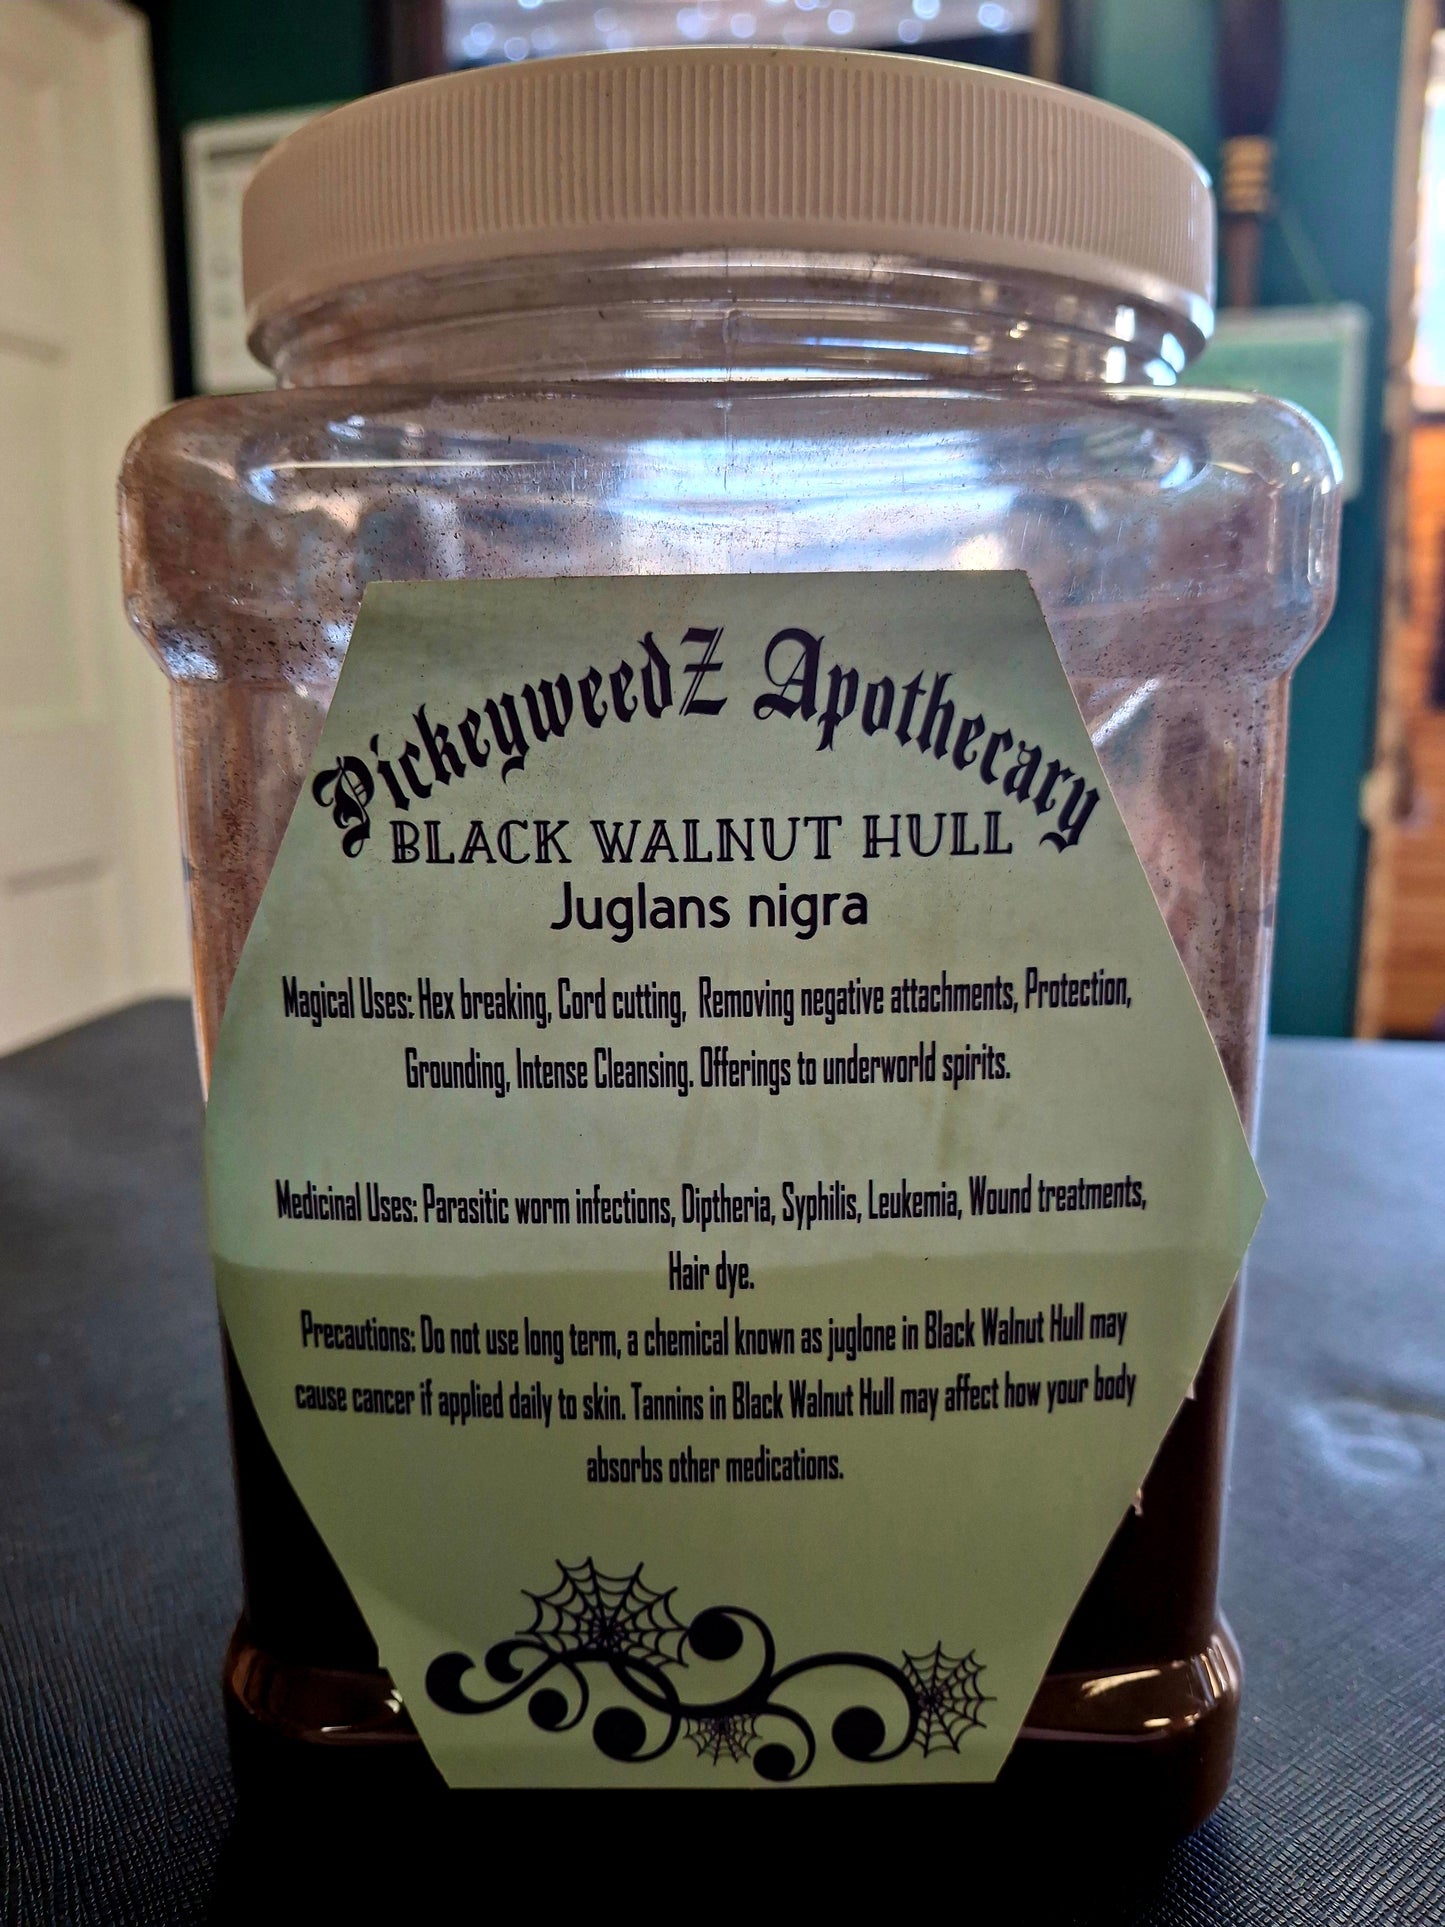 PickeyweedZ Apothecary
BLACK WALNUT HULL
Juglans nigra
Magical Uses: Hex breaking, Cord cutting, Removing negative attachments, Protection,
Grounding, Intense Cleansing. Offerings to underworld spirits.
Medicinal Uses: Parasitic worm infections, Diptheria, Syphilis, Leukemia, Wound treatments,
Hair dye.
Precautions: Do not use long term, a chemical known as juglone in Black Walnut Hull may
cause cancer if applied daily to skin. Tannins in Black Walnut Hull may affect how your body
absorbs other medications.